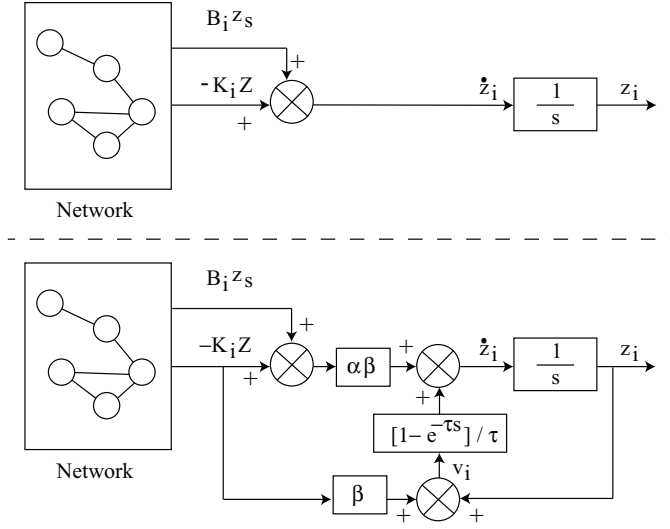 B_i z_s
+
-K_i Z
+
ż_i
1
s
z_i
Network
B_i z_s
+
-K_i Z
+
αβ
+
ż_i
1
s
z_i
+
[1- e^{-τs}] / τ
Network
v_i
β
+
+